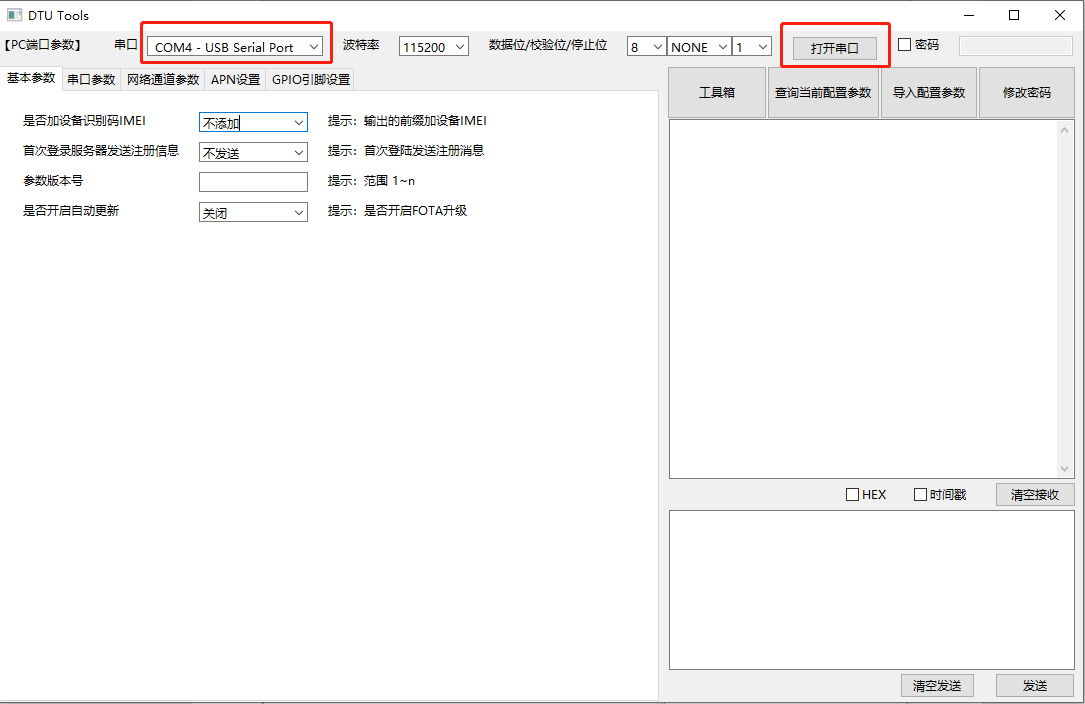 DTU Tools
【PC端口参数】 串口 COM4 - USB Serial Port 波特率 115200 数据位/校验位/停止位 8 NONE 1 打开串口 密码
基本参数 串口参数 网络通道参数 APN设置 GPIO引脚设置
工具箱 查询当前配置参数 导入配置参数 修改密码
是否加设备识别码IMEI 不添加 提示：输出的前缀加设备IMEI
首次登录服务器发送注册信息 不发送 提示：首次登陆发送注册消息
参数版本号 提示：范围 1~n
是否开启自动更新 关闭 提示：是否开启FOTA升级
HEX 时间戳 清空接收
清空发送 发送